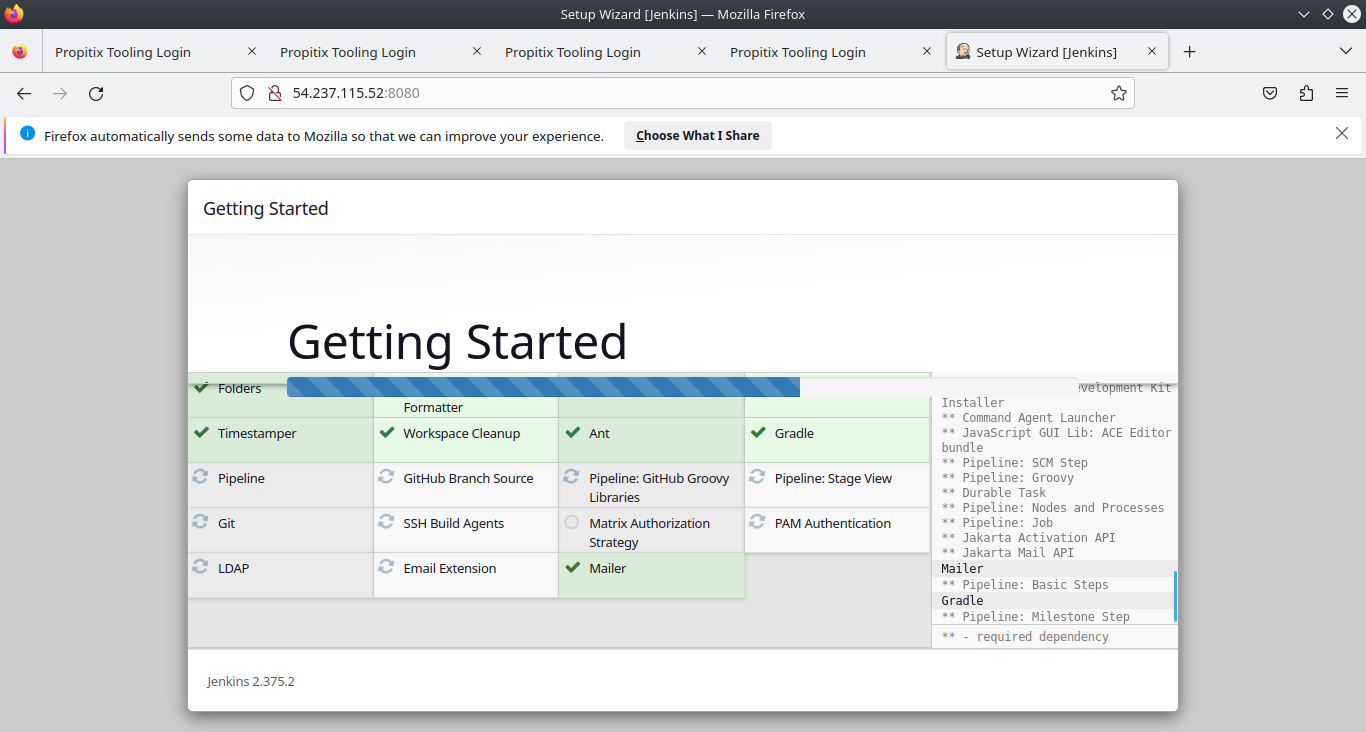 Setup Wizard [Jenkins] — Mozilla Firefox
Propitix Tooling Login
Propitix Tooling Login
Propitix Tooling Login
Propitix Tooling Login
Setup Wizard [Jenkins]
54.237.115.52:8080
Firefox automatically sends some data to Mozilla so that we can improve your experience.
Choose What I Share
Getting Started
Getting Started
Folders
Formatter
Timestamper
Workspace Cleanup
Ant
Gradle
Pipeline
GitHub Branch Source
Pipeline: GitHub Groovy
Libraries
Pipeline: Stage View
Git
SSH Build Agents
Matrix Authorization
Strategy
PAM Authentication
LDAP
Email Extension
Mailer
evelopment Kit
Installer
** Command Agent Launcher
** JavaScript GUI Lib: ACE Editor
bundle
** Pipeline: SCM Step
** Pipeline: Groovy
** Durable Task
** Pipeline: Nodes and Processes
** Pipeline: Job
** Jakarta Activation API
** Jakarta Mail API
Mailer
** Pipeline: Basic Steps
Gradle
** Pipeline: Milestone Step
** - required dependency
Jenkins 2.375.2